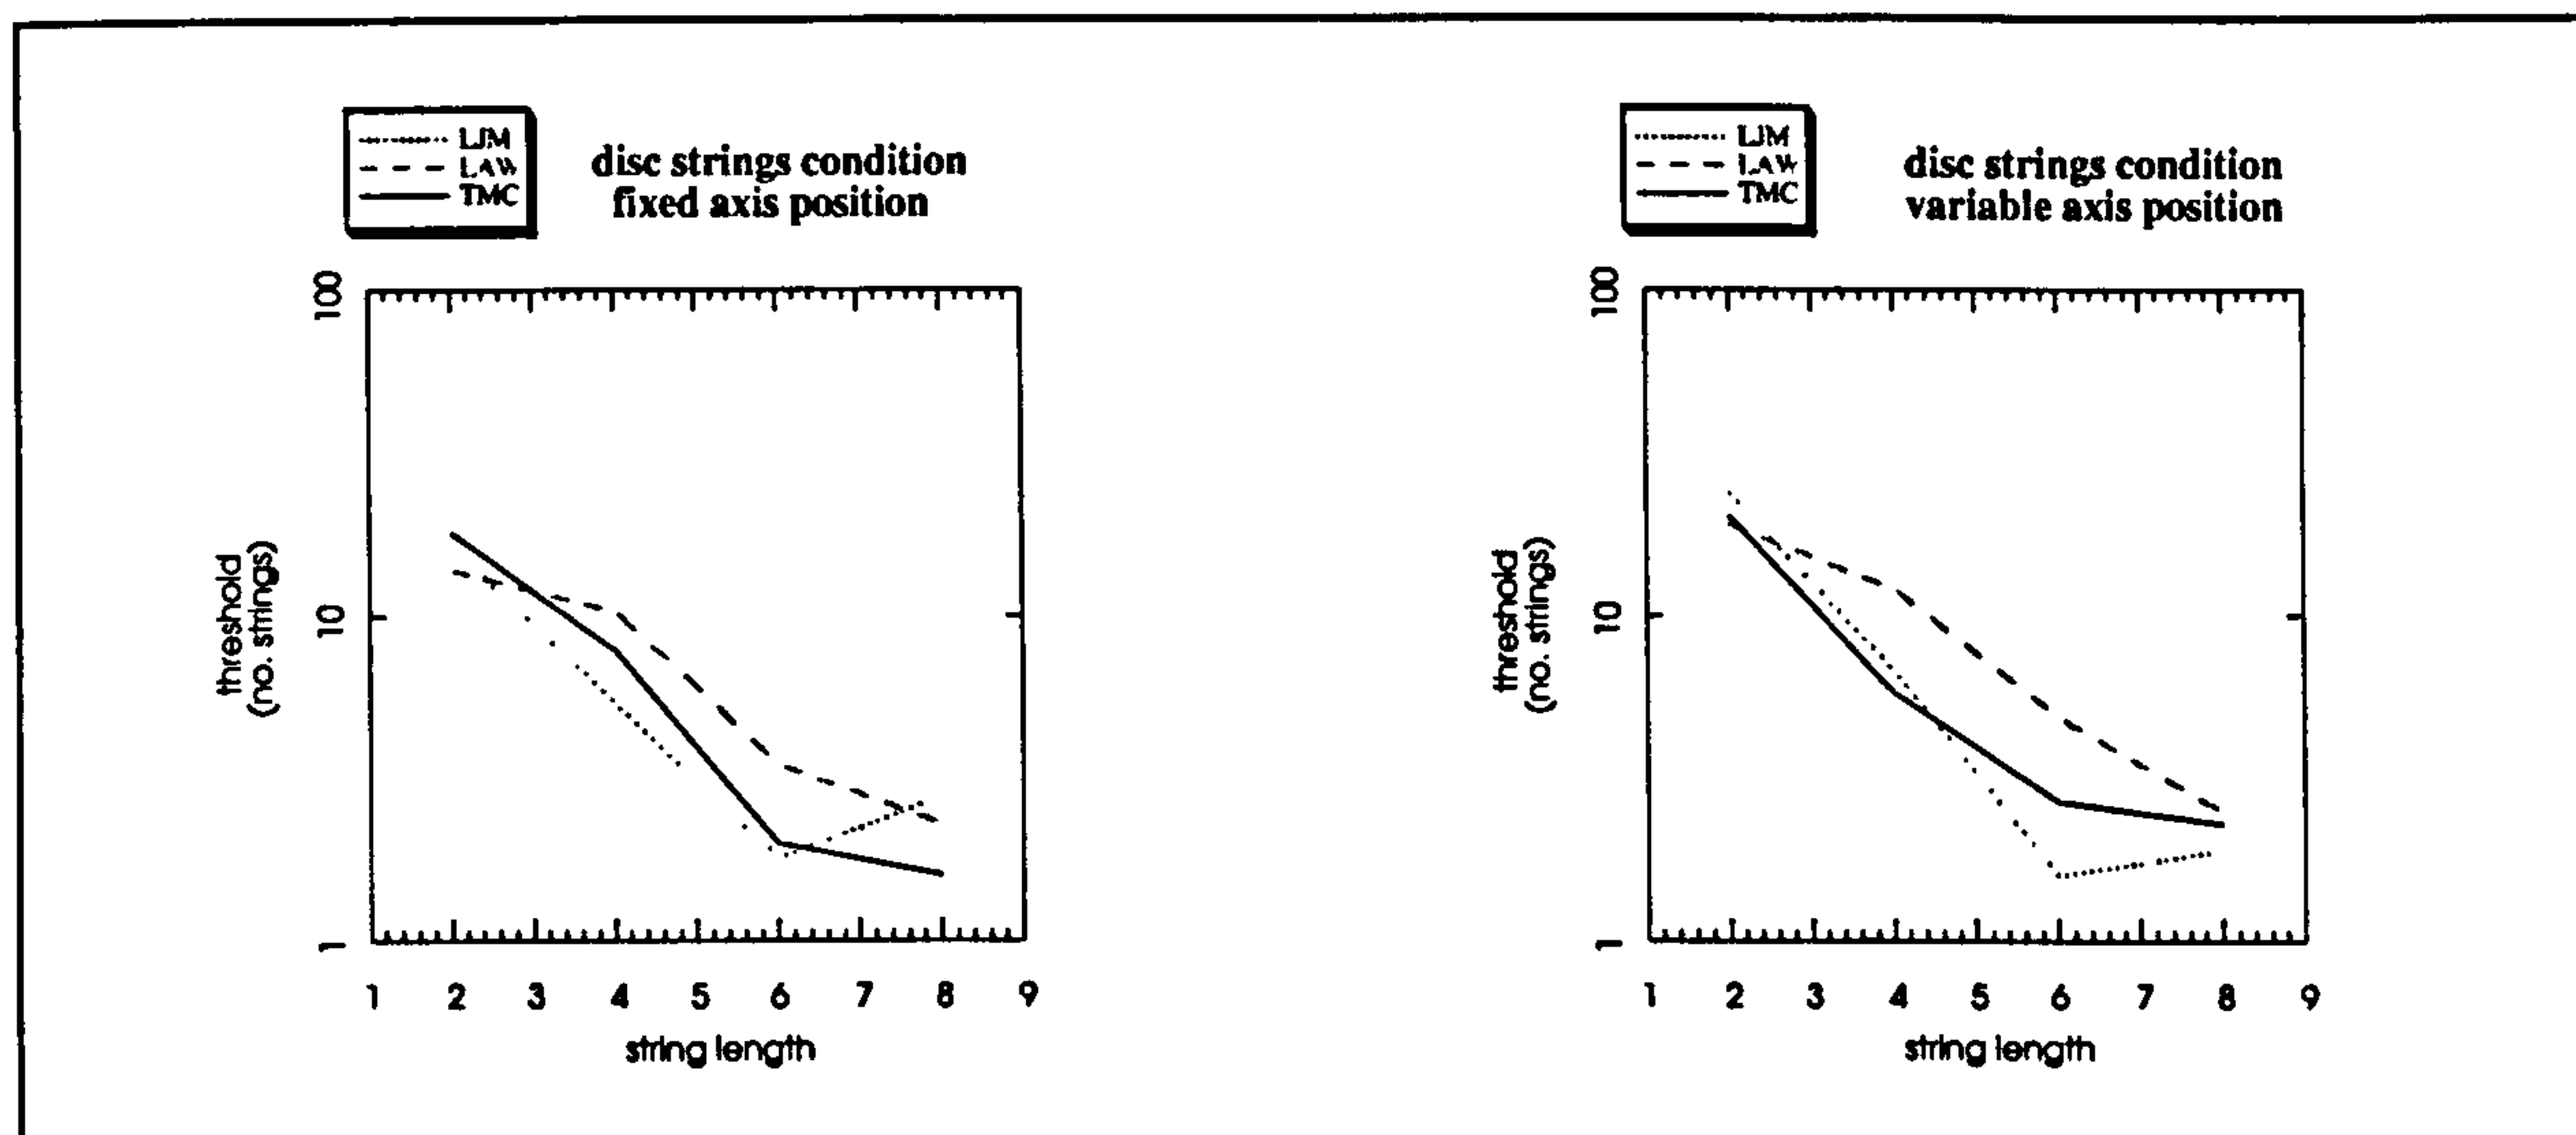 LJM
LAW
TMC
disc strings condition
fixed axis position
100
10
1
threshold
(no. strings)
1 2 3 4 5 6 7 8 9
string length
LJM
LAW
TMC
disc strings condition
variable axis position
100
10
1
threshold
(no. strings)
1 2 3 4 5 6 7 8 9
string length